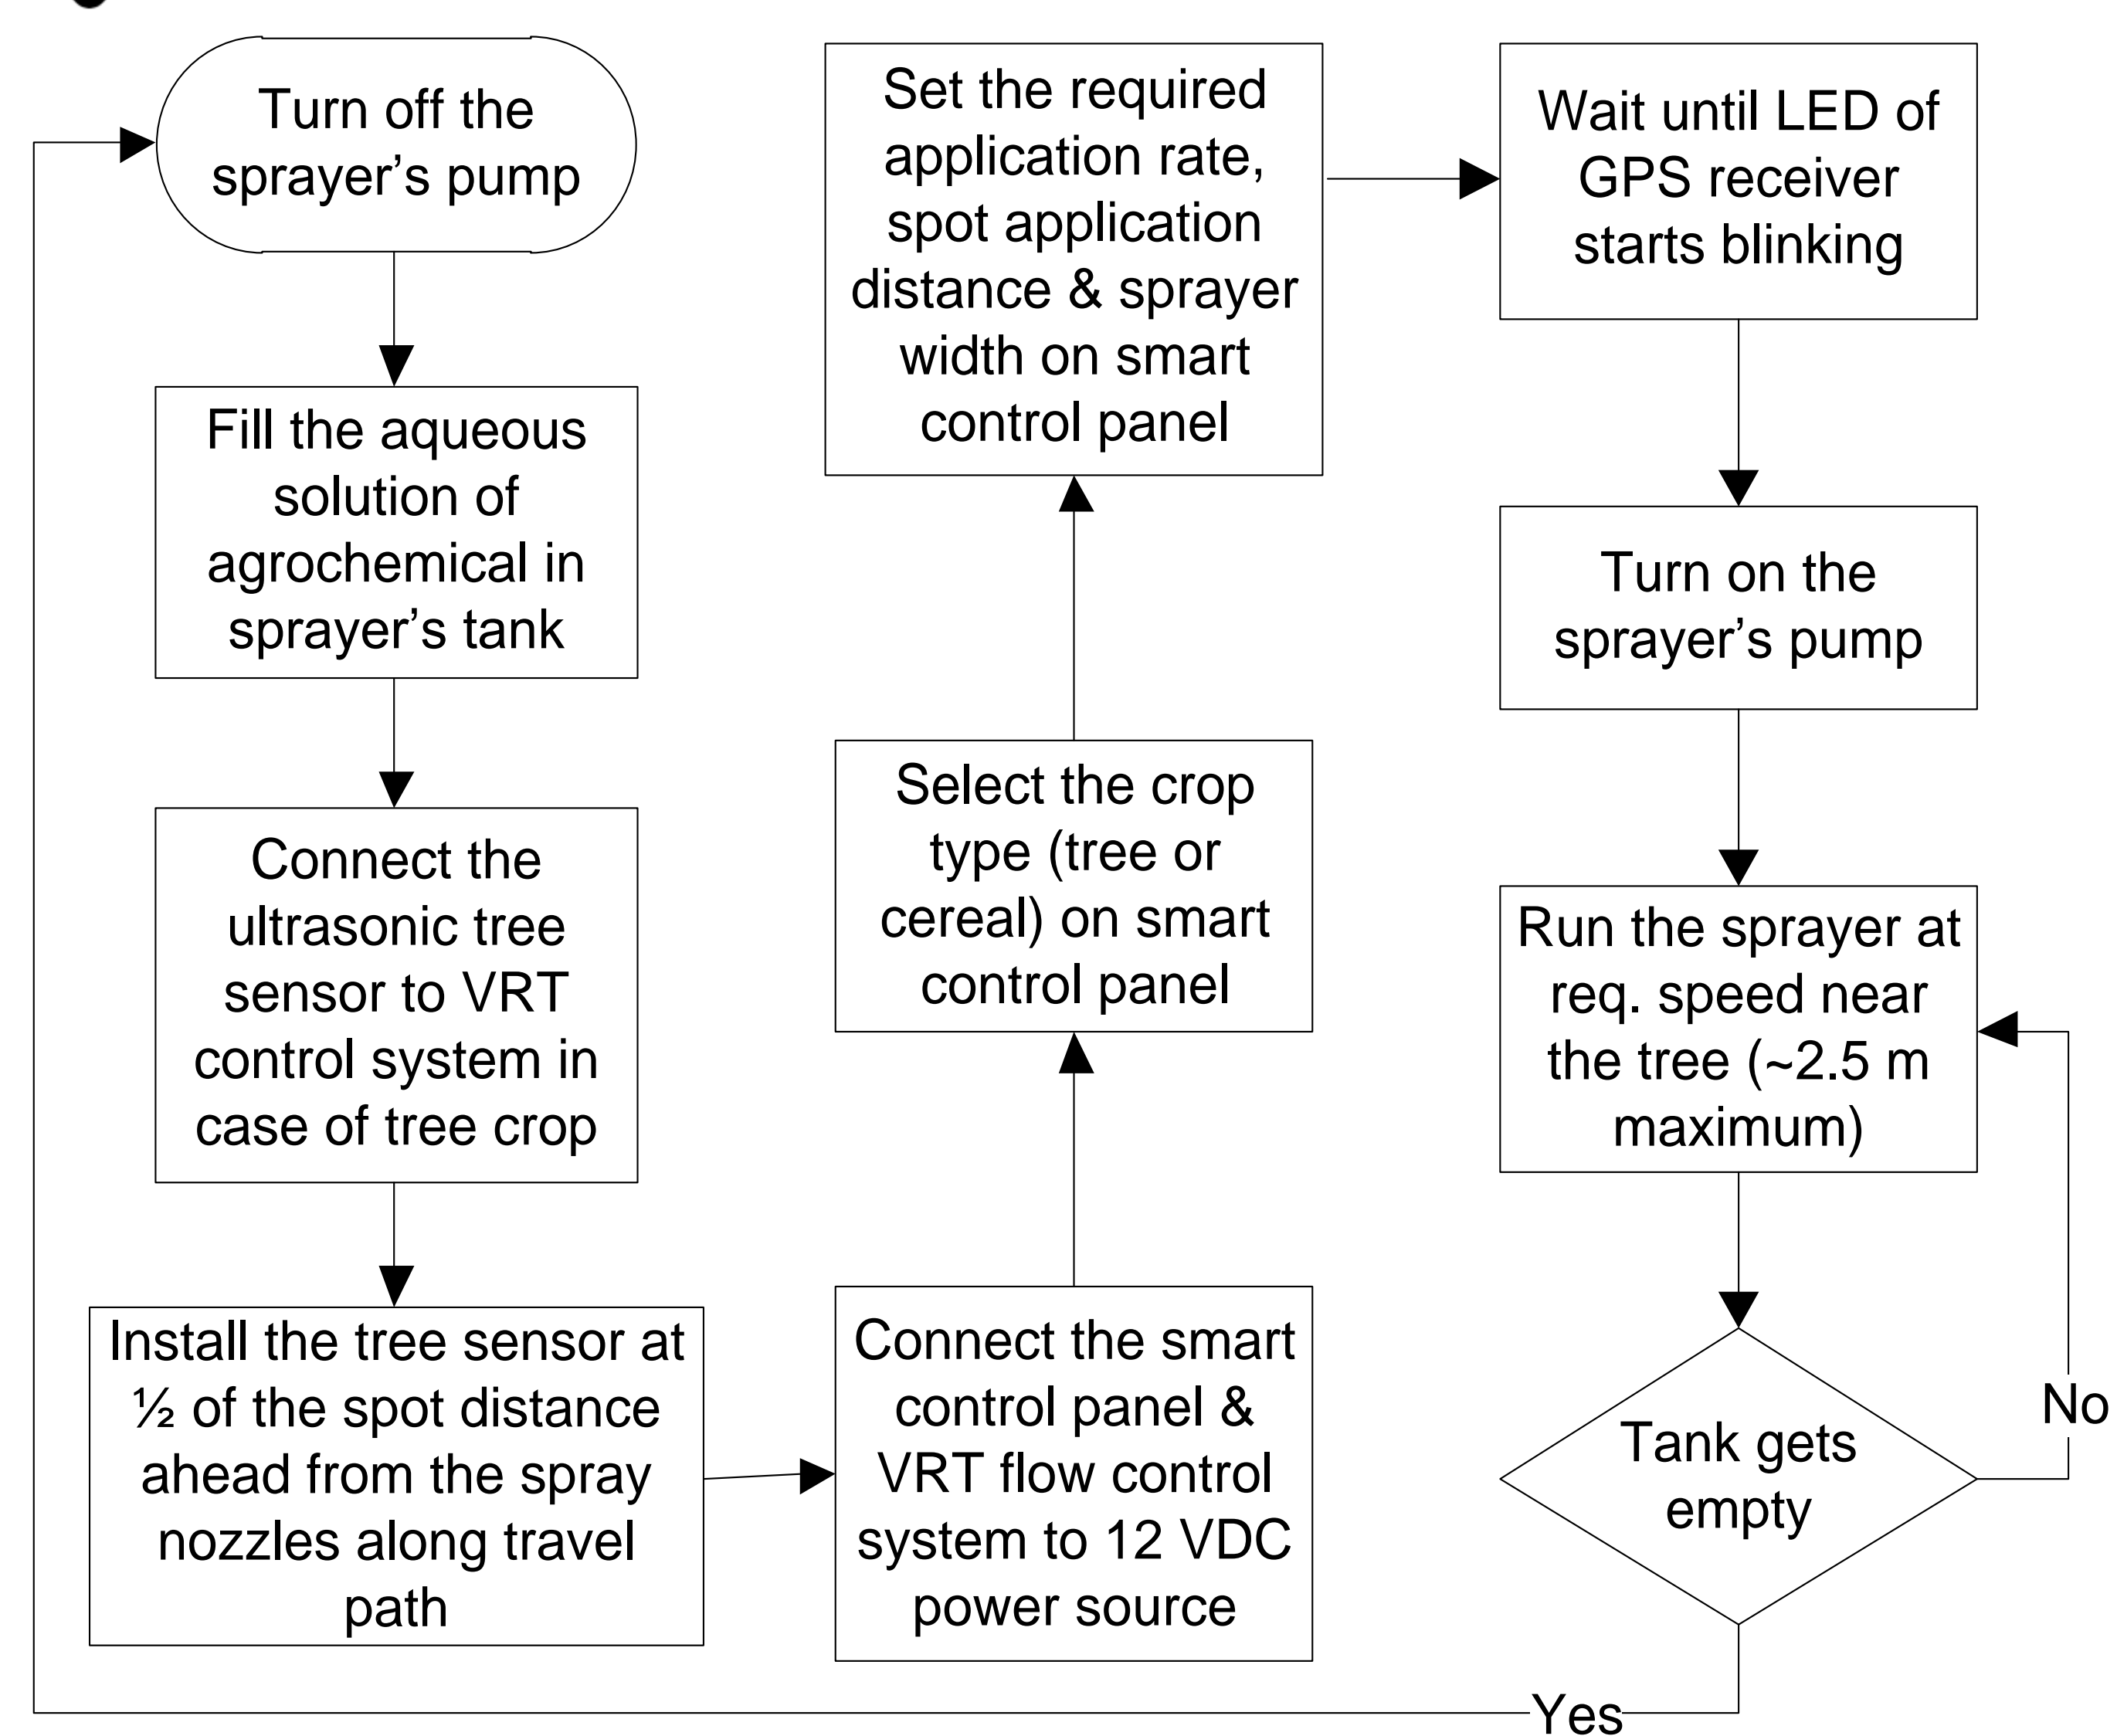 Turn off the
sprayer’s pump
Fill the aqueous
solution of
agrochemical in
sprayer’s tank
Connect the
ultrasonic tree
sensor to VRT
control system in
case of tree crop
Install the tree sensor at
½ of the spot distance
ahead from the spray
nozzles along travel
path
Connect the smart
control panel &
VRT flow control
system to 12 VDC
power source
Select the crop
type (tree or
cereal) on smart
control panel
Set the required
application rate,
spot application
distance & sprayer
width on smart
control panel
Wait until LED of
GPS receiver
starts blinking
Turn on the
sprayer’s pump
Run the sprayer at
req. speed near
the tree (~2.5 m
maximum)
Tank gets
empty
No
Yes